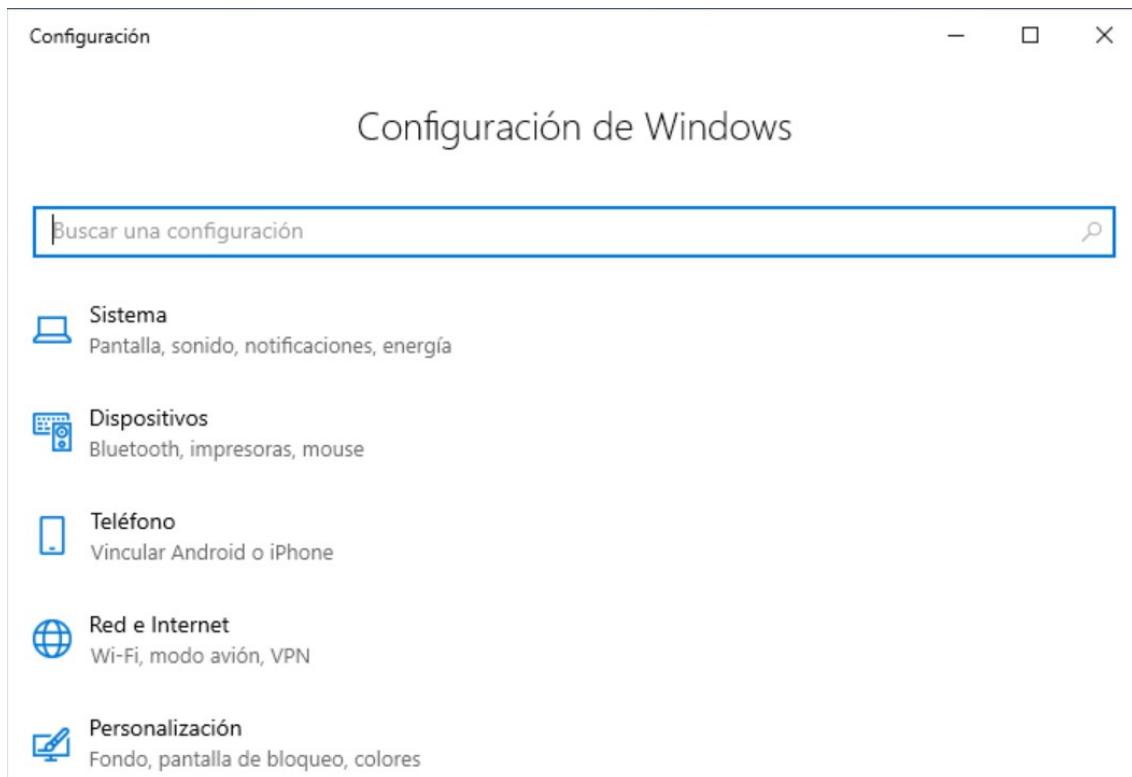 Configuración
Configuración de Windows
Buscar una configuración
Sistema
Pantalla, sonido, notificaciones, energía
Dispositivos
Bluetooth, impresoras, mouse
Teléfono
Vincular Android o iPhone
Red e Internet
Wi-Fi, modo avión, VPN
Personalización
Fondo, pantalla de bloqueo, colores